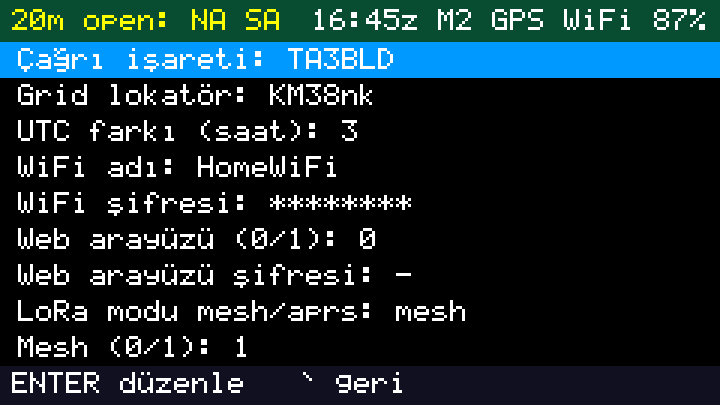 20m open: NA SA 16:45z M2 GPS WiFi 87%
Çağrı işareti: TA3BLD
Grid lokatör: KM38nk
UTC farkı (saat): 3
WiFi adı: HomeWiFi
WiFi şifresi: ********
Web arayüzü (0/1): 0
Web arayüzü şifresi: -
LoRa modu mesh/aprs: mesh
Mesh (0/1): 1
ENTER düzenle ` geri